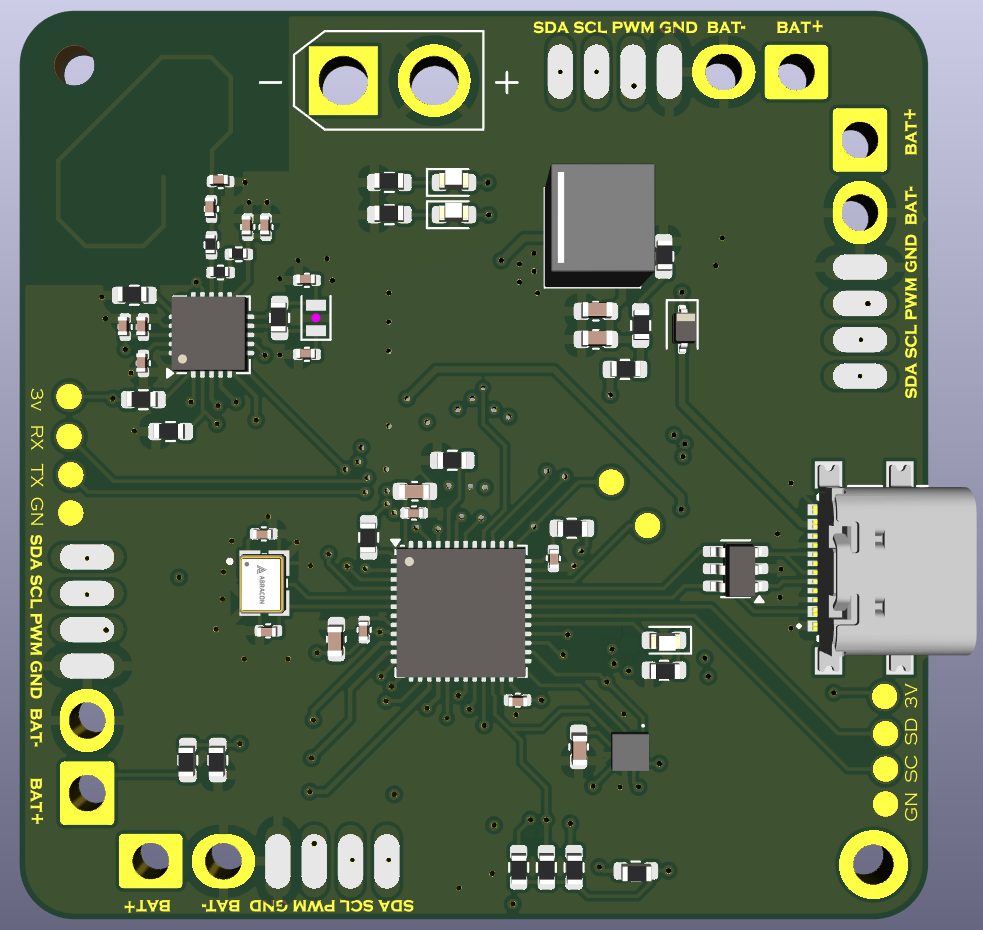 SDA SCL PWM GND BAT- BAT+
− +
BAT+
BAT-
SDA SCL PWM GND
3v
RX
TX
GN
SDA SCL PWM GND BAT-
BAT+
ABRACON
GN SC SD 3V
BAT+ BAT- GND PWM SCL SDA